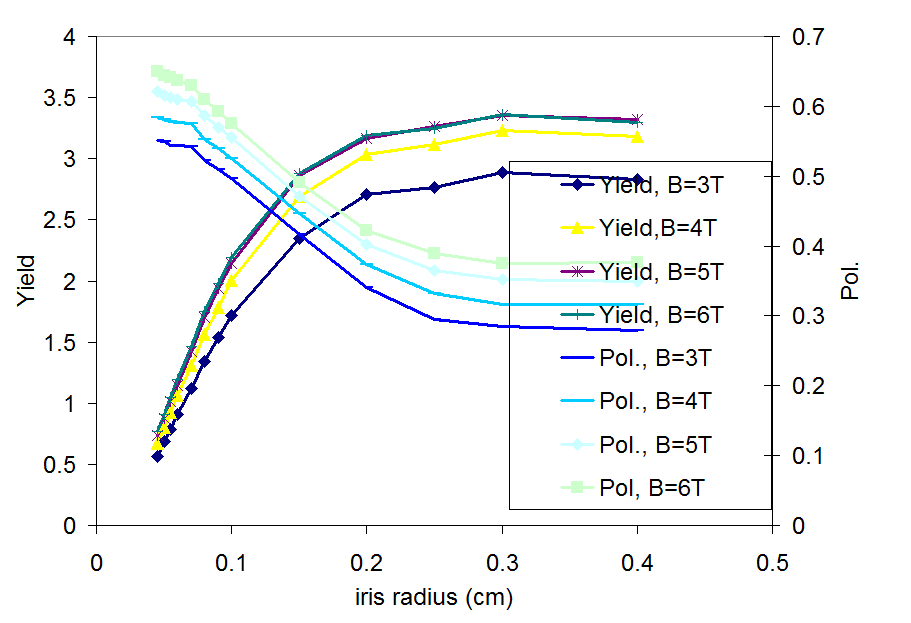 4
3.5
3
2.5
2
1.5
1
0.5
0
Yield
0.7
0.6
0.5
0.4
0.3
0.2
0.1
0
Pol.
Yield, B=3T
Yield,B=4T
Yield, B=5T
Yield, B=6T
Pol., B=3T
Pol., B=4T
Pol., B=5T
Pol, B=6T
0 0.1 0.2 0.3 0.4 0.5
iris radius (cm)